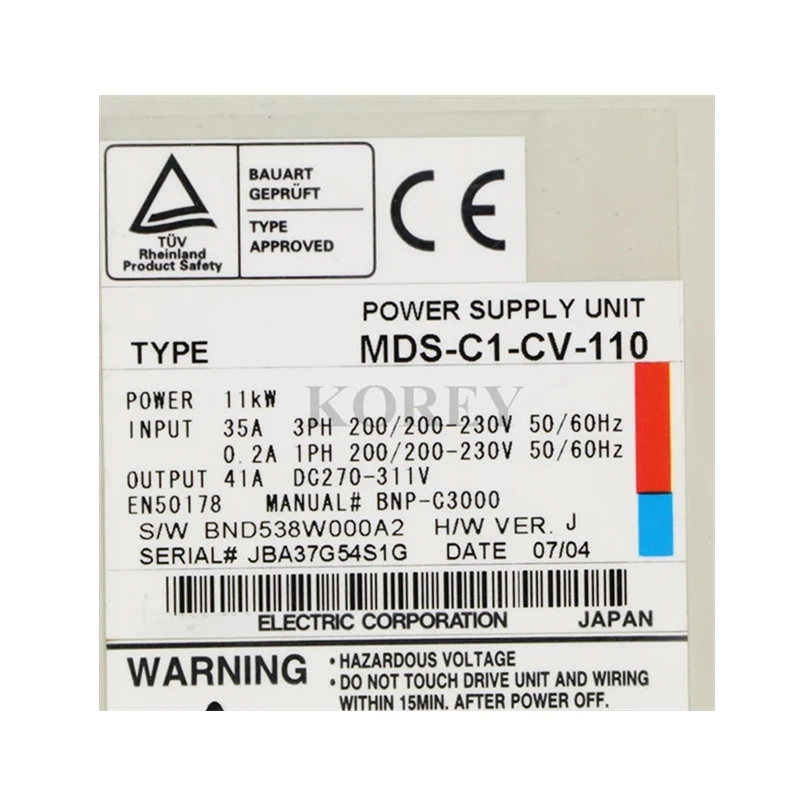 TÜV
Rheinland
Product Safety
BAUART
GEPRÜFT
TYPE
APPROVED
CE
POWER SUPPLY UNIT
TYPE MDS-C1-CV-110
POWER 11kW
KOREY
INPUT 35A 3PH 200/200-230V 50/60Hz
0.2A 1PH 200/200-230V 50/60Hz
OUTPUT 41A DC270-311V
EN50178 MANUAL# BNP-C3000
S/W BND538W000A2 H/W VER. J
SERIAL# JBA37G54S1G DATE 07/04
ELECTRIC CORPORATION JAPAN
WARNING
• HAZARDOUS VOLTAGE
• DO NOT TOUCH DRIVE UNIT AND WIRING
WITHIN 15MIN. AFTER POWER OFF.